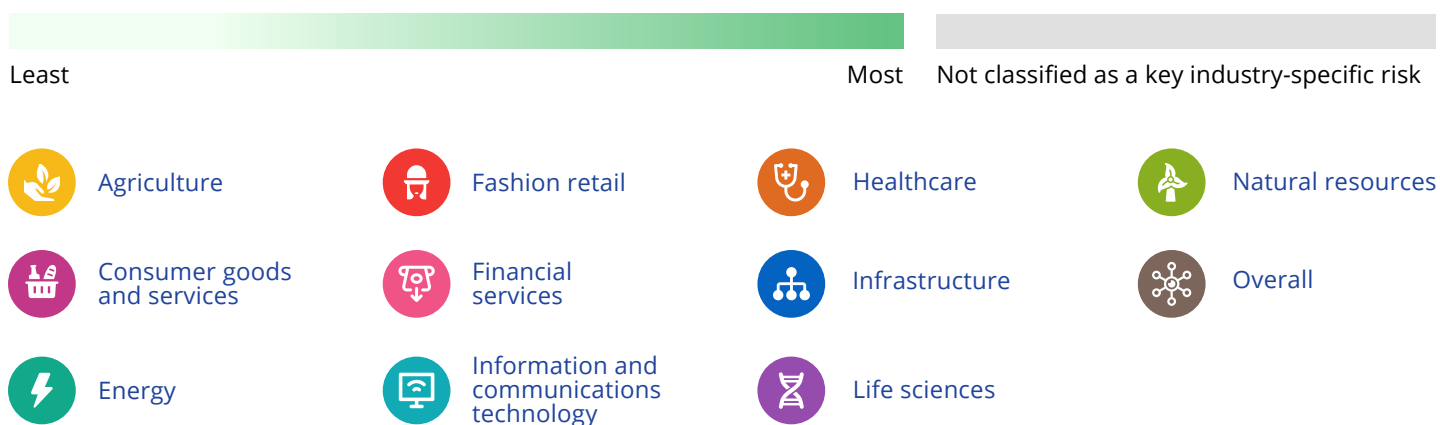 Least
Most
Not classified as a key industry-specific risk
Agriculture
Fashion retail
Healthcare
Natural resources
Consumer goods
and services
Financial
services
Infrastructure
Overall
Energy
Information and
communications
technology
Life sciences